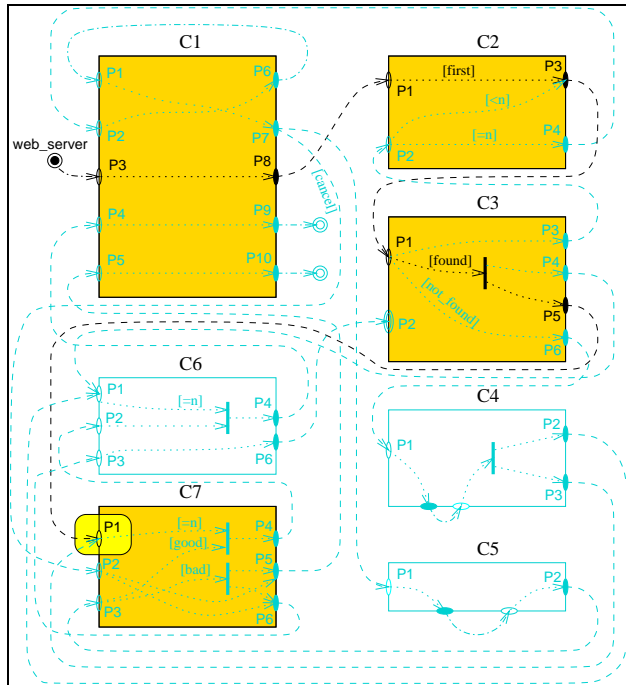 C1
P1
P6
P2
P7
web_server
P3
P8
[cancel]
P4
P9
P5
P10
C2
P3
[first]
P1
[<n]
[=n]
P4
P2
C3
P1
P3
[found]
P4
[not_found]
P5
P2
P6
C6
P1
[=n]
P2
P4
P3
P6
C4
P2
P1
P3
C7
P1
[=n]
P4
[good]
P2
[bad]
P5
P3
P6
C5
P1
P2